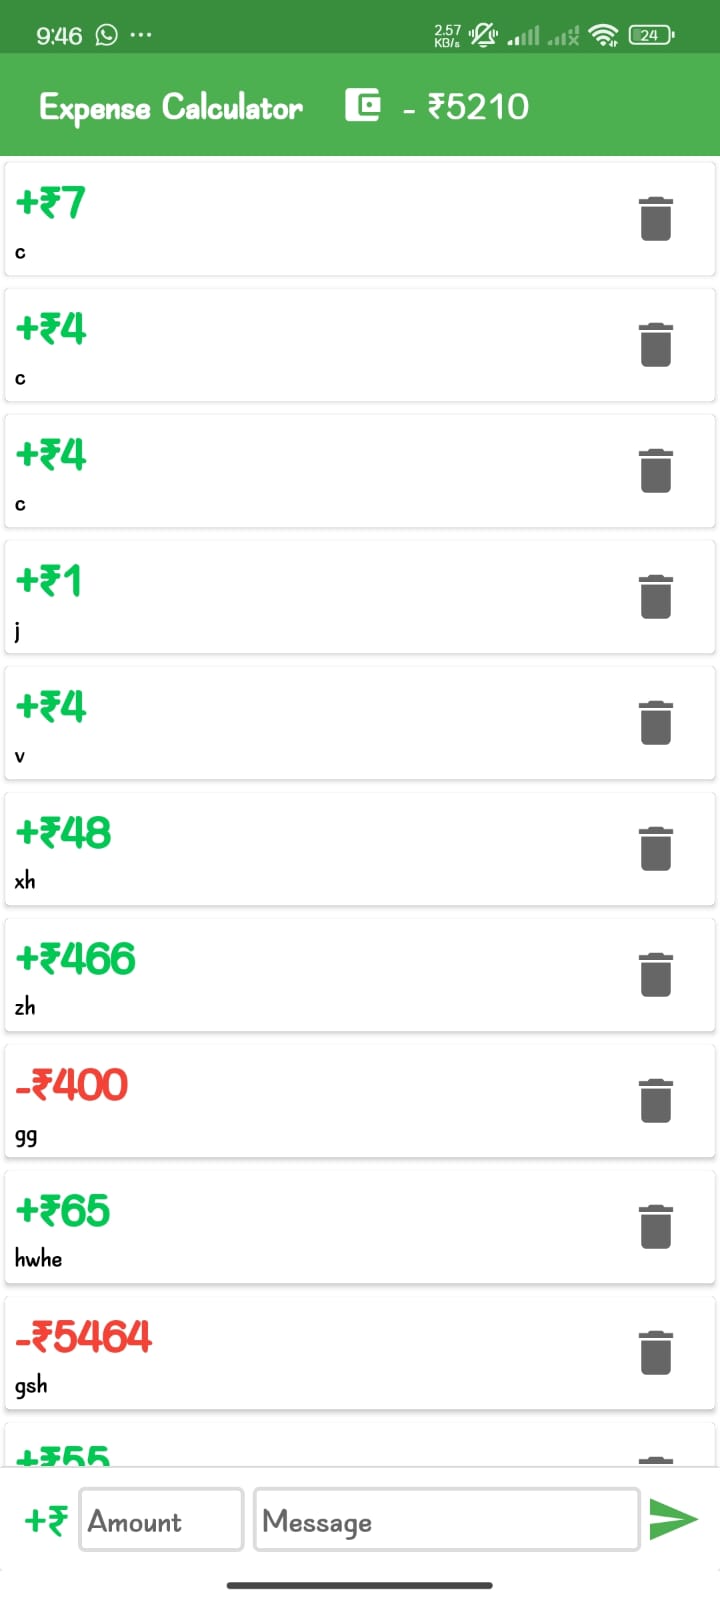 9:46 2.57 KB/s 24
Expense Calculator - ₹5210
+₹7
c
+₹4
c
+₹4
c
+₹1
j
+₹4
v
+₹48
xh
+₹466
zh
-₹400
gg
+₹65
hwhe
-₹5464
gsh
+₹55
+₹ Amount Message